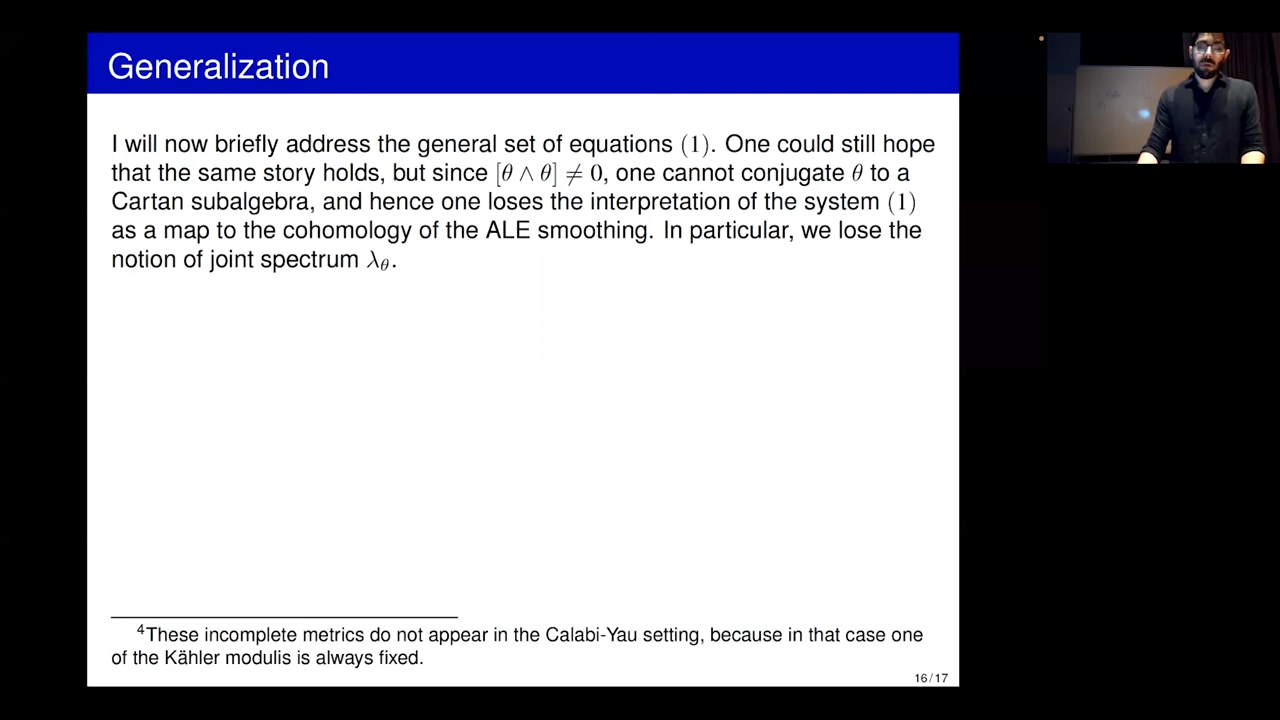 Generalization
I will now briefly address the general set of equations (1). One could still hope
that the same story holds, but since [θ ∧ θ] ≠ 0, one cannot conjugate θ to a
Cartan subalgebra, and hence one loses the interpretation of the system (1)
as a map to the cohomology of the ALE smoothing. In particular, we lose the
notion of joint spectrum λ_θ.
⁴These incomplete metrics do not appear in the Calabi-Yau setting, because in that case one
of the Kähler modulis is always fixed.
16 / 17